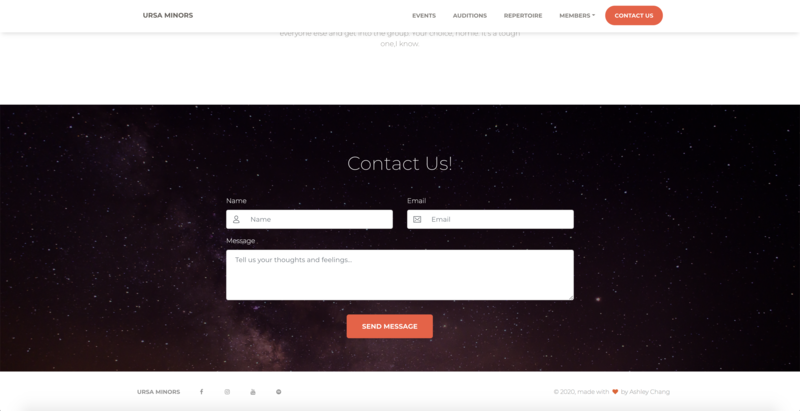 URSA MINORS EVENTS AUDITIONS REPERTOIRE MEMBERS CONTACT US
everyone else and get into the group. Your choice, homie. It's a tough
one,I know.
Contact Us!
Name Email
Name Email
Message
Tell us your thoughts and feelings...
SEND MESSAGE
URSA MINORS © 2020, made with ❤ by Ashley Chang